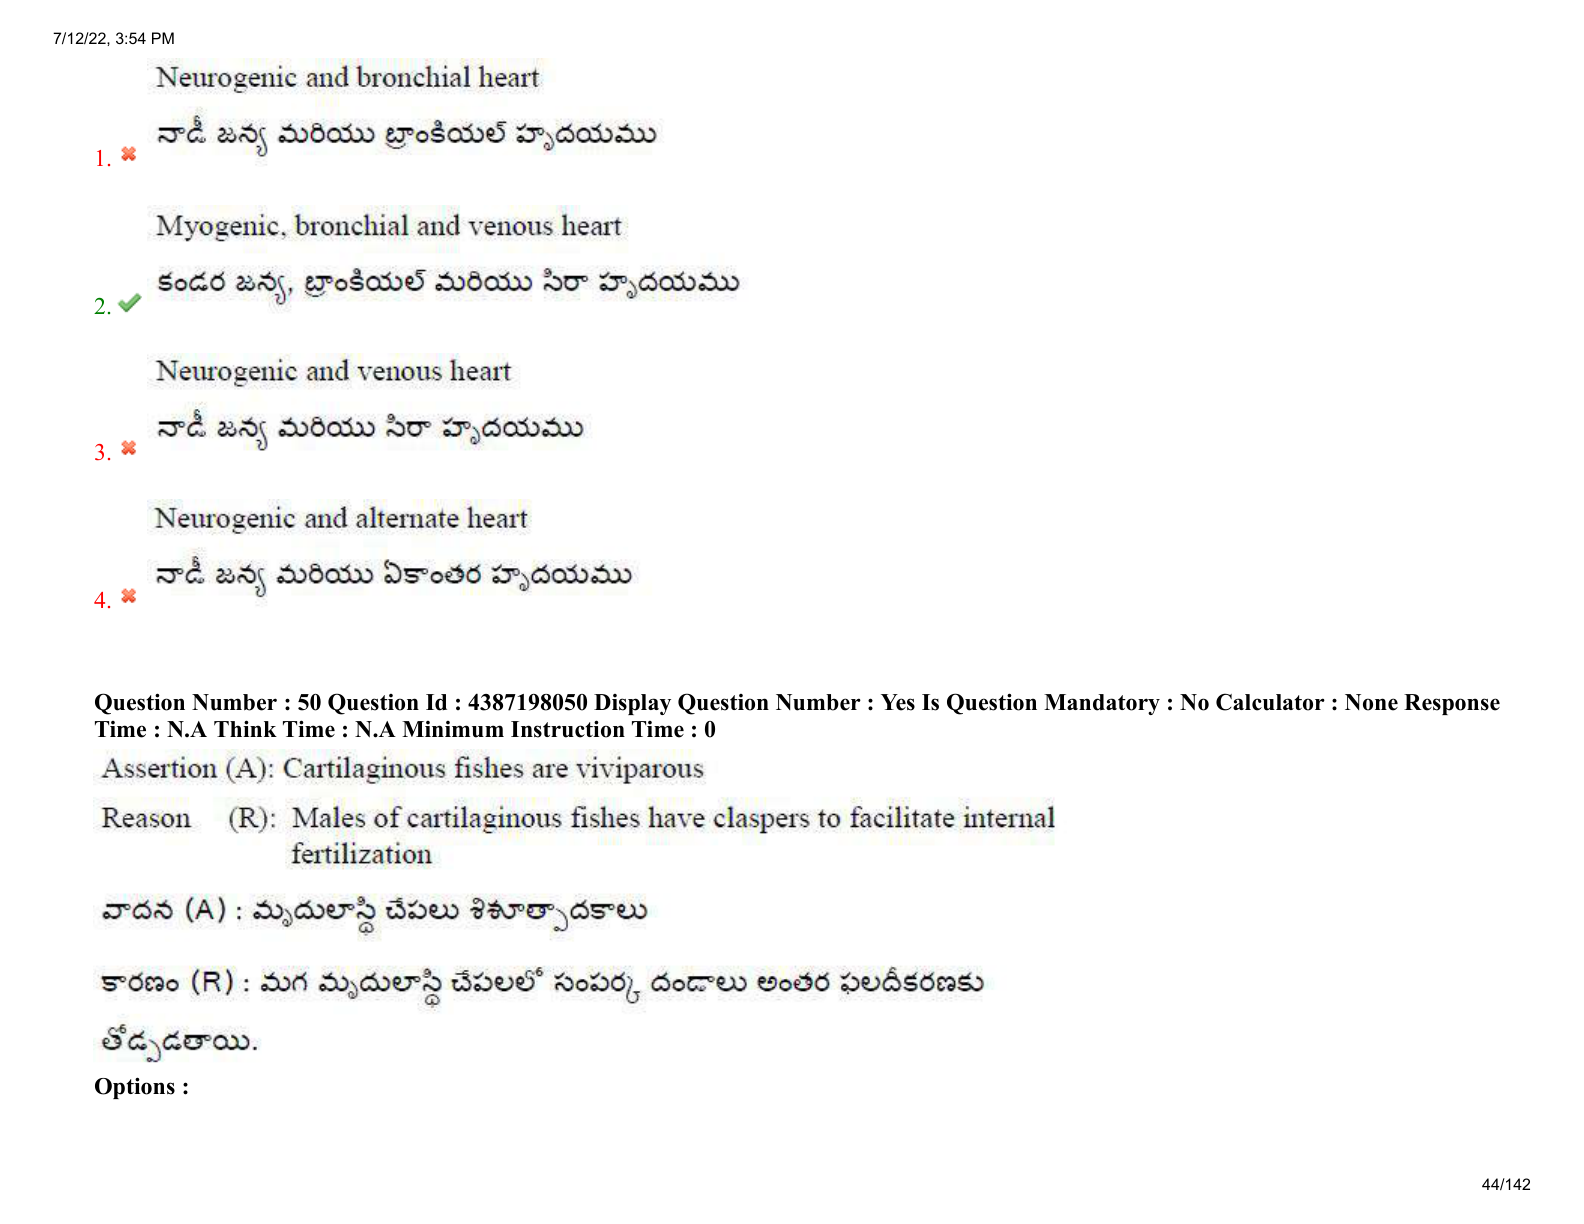 7/12/22, 3:54 PM
Neurogenic and bronchial heart
నాడీ జన్య మరియు బ్రాంకియల్ హృదయము
1.
Myogenic, bronchial and venous heart
కండర జన్య, బ్రాంకియల్ మరియు సిరా హృదయము
2.
Neurogenic and venous heart
నాడీ జన్య మరియు సిరా హృదయము
3.
Neurogenic and alternate heart
నాడీ జన్య మరియు ఏకాంతర హృదయము
4.
Question Number : 50 Question Id : 4387198050 Display Question Number : Yes Is Question Mandatory : No Calculator : None Response
Time : N.A Think Time : N.A Minimum Instruction Time : 0
Assertion (A): Cartilaginous fishes are viviparous
Reason (R): Males of cartilaginous fishes have claspers to facilitate internal
fertilization
వాదన (A) : మృదులాస్థి చేపలు శిశూత్పాదకాలు
కారణం (R) : మగ మృదులాస్థి చేపలలో సంపర్క దండాలు అంతర ఫలదీకరణకు
తోడ్పడతాయి.
Options :
44/142